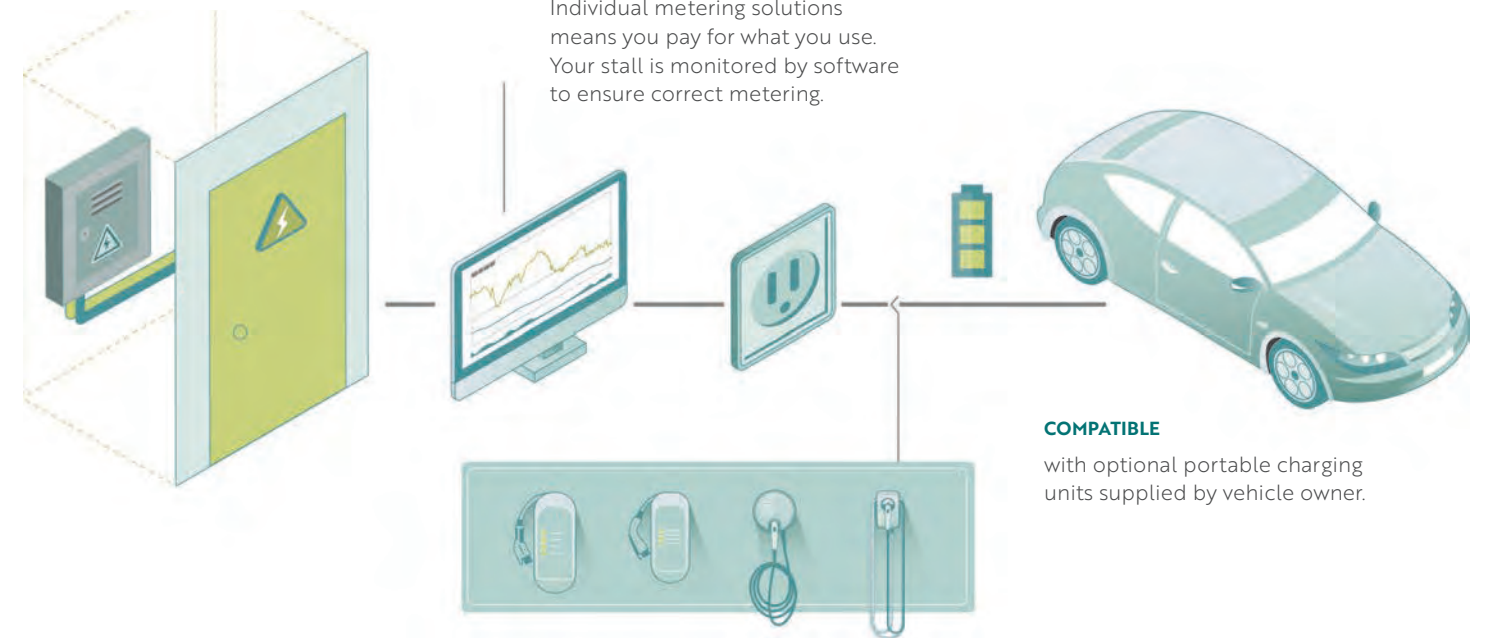 Individual metering solutions
means you pay for what you use.
Your stall is monitored by software
to ensure correct metering.
COMPATIBLE
with optional portable charging
units supplied by vehicle owner.